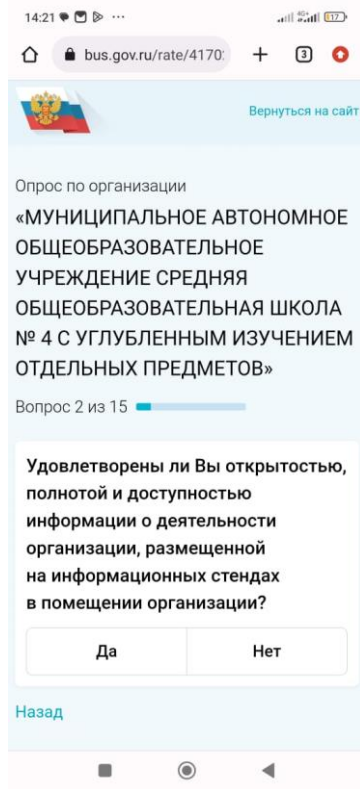 14:21
117
bus.gov.ru/rate/4170
3
Вернуться на сайт
Опрос по организации
«МУНИЦИПАЛЬНОЕ АВТОНОМНОЕ
ОБЩЕОБРАЗОВАТЕЛЬНОЕ
УЧРЕЖДЕНИЕ СРЕДНЯЯ
ОБЩЕОБРАЗОВАТЕЛЬНАЯ ШКОЛА
№ 4 С УГЛУБЛЕННЫМ ИЗУЧЕНИЕМ
ОТДЕЛЬНЫХ ПРЕДМЕТОВ»
Вопрос 2 из 15
Удовлетворены ли Вы открытостью,
полнотой и доступностью
информации о деятельности
организации, размещенной
на информационных стендах
в помещении организации?
Да Нет
Назад